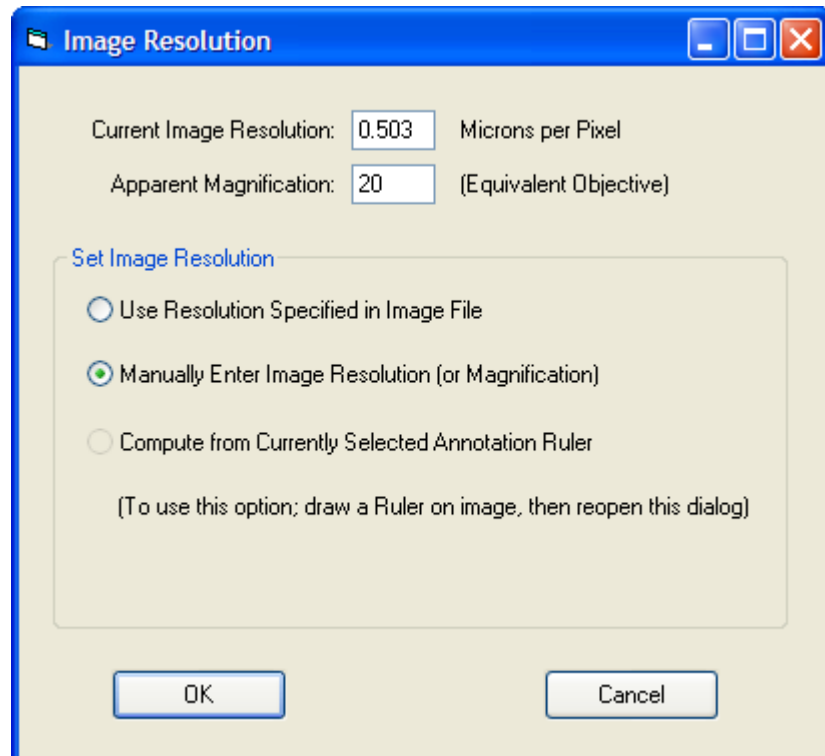 Image Resolution
Current Image Resolution: 0.503 Microns per Pixel
Apparent Magnification: 20 (Equivalent Objective)
Set Image Resolution
Use Resolution Specified in Image File
Manually Enter Image Resolution (or Magnification)
Compute from Currently Selected Annotation Ruler
(To use this option; draw a Ruler on image, then reopen this dialog)
OK Cancel